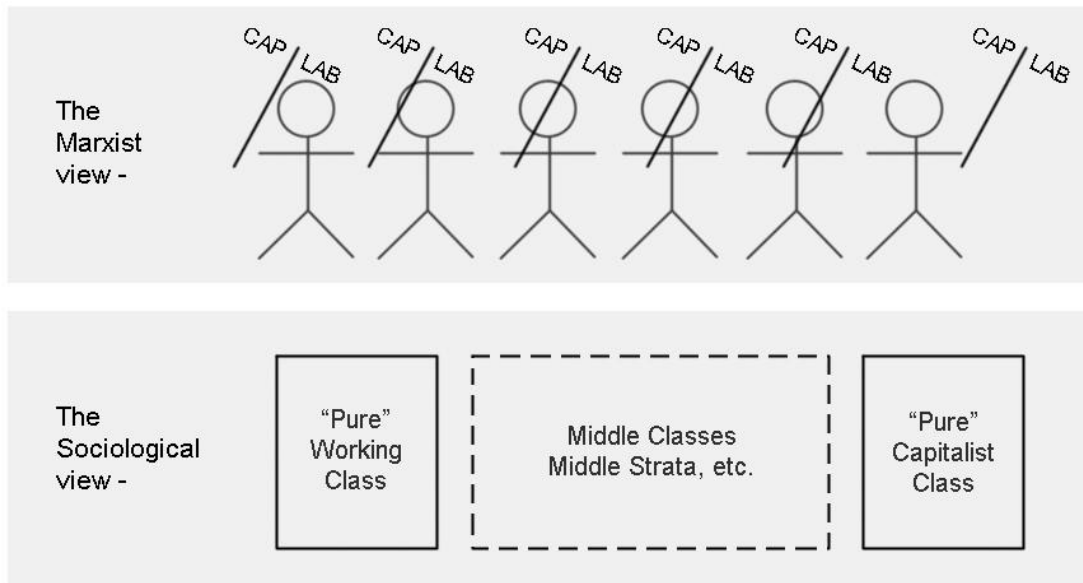 CAP LAB CAP LAB CAP LAB CAP LAB CAP LAB CAP LAB
The
Marxist
view -
The
Sociological
view -
“Pure”
Working
Class
Middle Classes
Middle Strata, etc.
“Pure”
Capitalist
Class